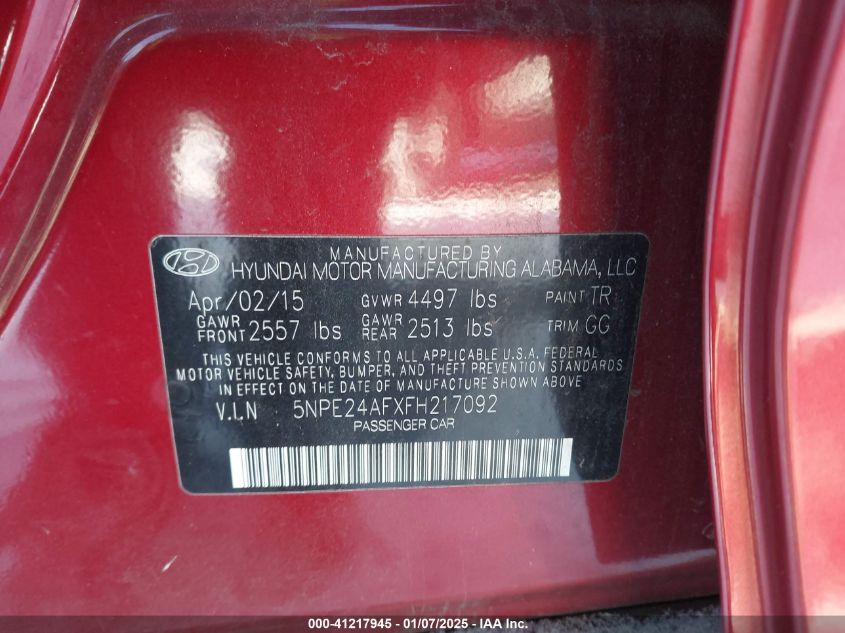 MANUFACTURED BY
HYUNDAI MOTOR MANUFACTURING ALABAMA, LLC
Apr/02/15 GVWR 4497 lbs PAINT TR
GAWR FRONT 2557 lbs GAWR REAR 2513 lbs TRIM GG
THIS VEHICLE CONFORMS TO ALL APPLICABLE U.S.A. FEDERAL
MOTOR VEHICLE SAFETY, BUMPER, AND THEFT PREVENTION STANDARDS
IN EFFECT ON THE DATE OF MANUFACTURE SHOWN ABOVE
V.I.N 5NPE24AFXFH217092
PASSENGER CAR
000-41217945 - 01/07/2025 - Copyright © 2025 IAA, Inc.